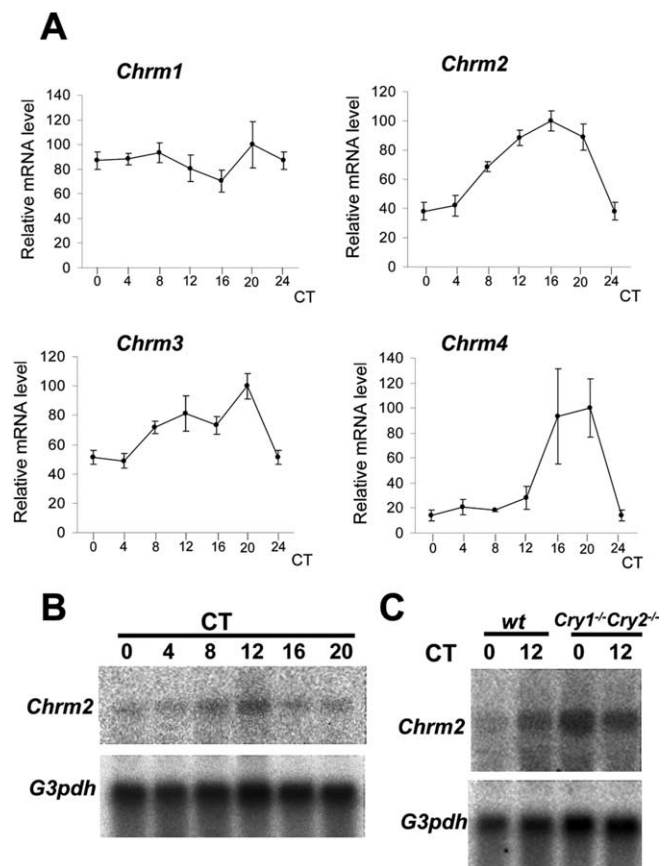 A
Chrm1
Relative mRNA level
140
120
100
80
60
40
20
0
0 4 8 12 16 20 24
CT
Chrm2
Relative mRNA level
120
100
80
60
40
20
0
0 4 8 12 16 20 24
CT
Chrm3
Relative mRNA level
120
100
80
60
40
20
0
0 4 8 12 16 20 24
CT
Chrm4
Relative mRNA level
140
120
100
80
60
40
20
0
0 4 8 12 16 20 24
CT
B
CT
0 4 8 12 16 20
Chrm2
G3pdh
C
wt Cry1-/-Cry2-/-
CT 0 12 0 12
Chrm2
G3pdh